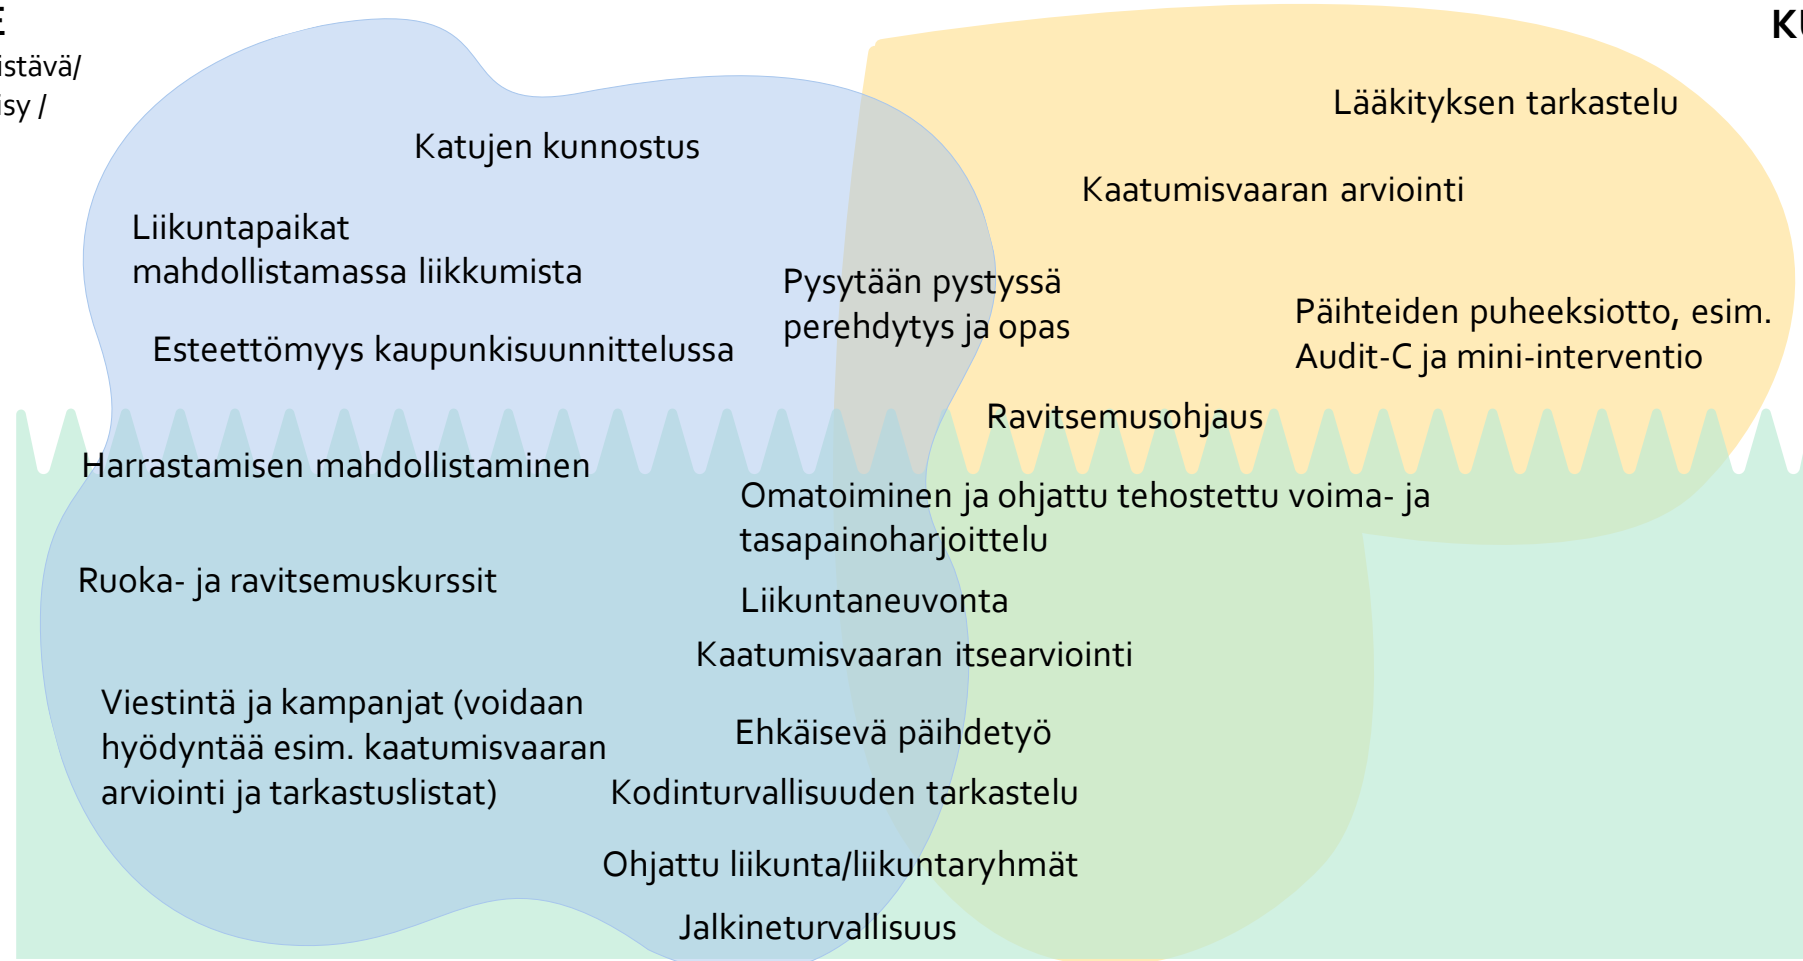 E
istävä/
isy /
KU
Katujen kunnostus
Lääkityksen tarkastelu
Kaatumisvaaran arviointi
Liikuntapaikat
mahdollistamassa liikkumista
Pysytään pystyssä
perehdytys ja opas
Päihteiden puheeksiotto, esim.
Audit-C ja mini-interventio
Esteettömyys kaupunkisuunnittelussa
Ravitsemusohjaus
Harrastamisen mahdollistaminen
Omatoiminen ja ohjattu tehostettu voima- ja
tasapainoharjoittelu
Ruoka- ja ravitsemuskurssit
Liikuntaneuvonta
Kaatumisvaaran itsearviointi
Viestintä ja kampanjat (voidaan
hyödyntää esim. kaatumisvaaran
arviointi ja tarkastuslistat)
Ehkäisevä päihdetyö
Kodinturvallisuuden tarkastelu
Ohjattu liikunta/liikuntaryhmät
Jalkineturvallisuus